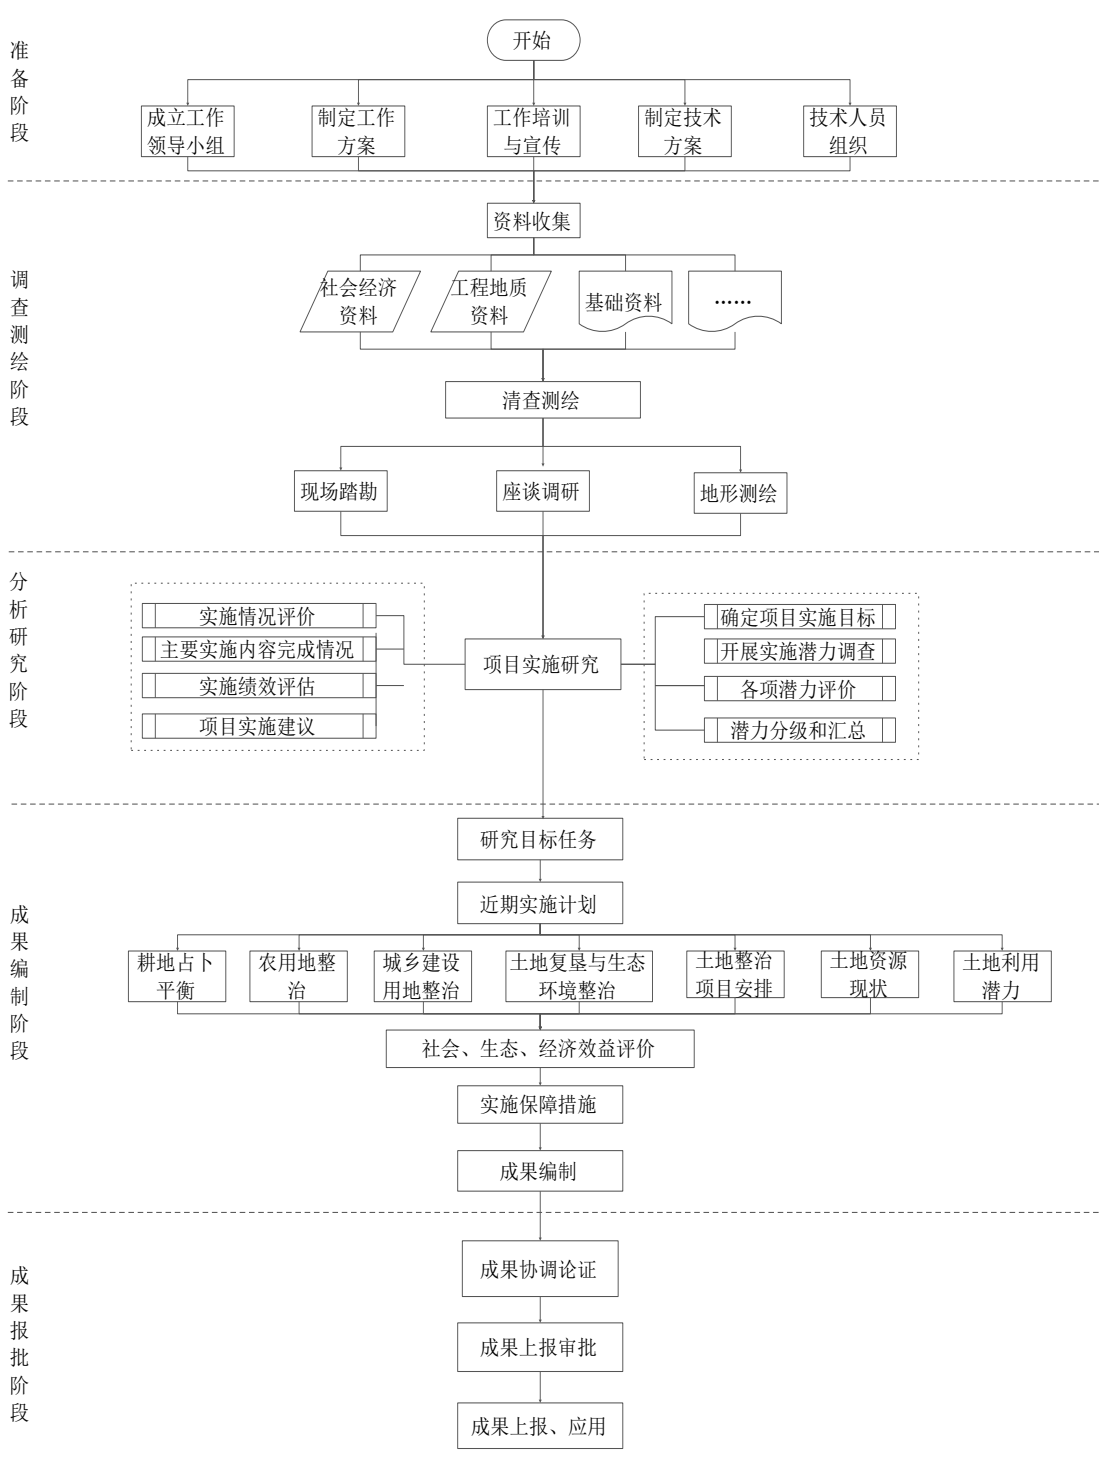 准备阶段
开始
成立工作
领导小组
制定工作
方案
工作培训
与宣传
制定技术
方案
技术人员
组织
调查测绘阶段
资料收集
社会经济
资料
工程地质
资料
基础资料
……
清查测绘
现场踏勘
座谈调研
地形测绘
分析研究阶段
实施情况评价
主要实施内容完成情况
实施绩效评估
项目实施建议
项目实施研究
确定项目实施目标
开展实施潜力调查
各项潜力评价
潜力分级和汇总
成果编制阶段
研究目标任务
近期实施计划
耕地占卜
平衡
农用地整
治
城乡建设
用地整治
土地复垦与生态
环境整治
土地整治
项目安排
土地资源
现状
土地利用
潜力
社会、生态、经济效益评价
实施保障措施
成果编制
成果报批阶段
成果协调论证
成果上报审批
成果上报、应用